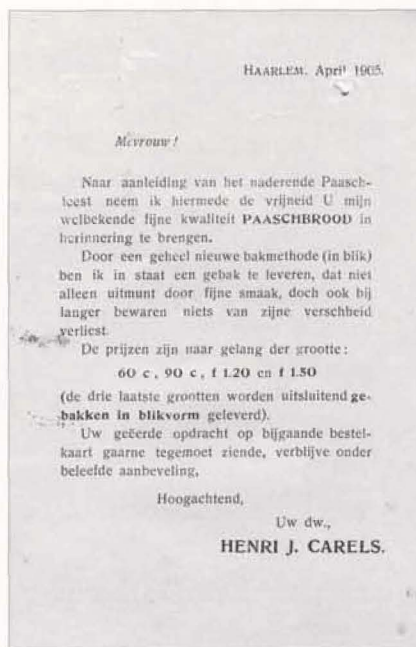 HAARLEM, April 1905.
Mevrouw!
Naar aanleiding van het naderende Paasch-
feest neem ik hiermede de vrijheid U mijn
welbekende fijne kwaliteit PAASCHBROOD in
herinnering te brengen.
Door een geheel nieuwe bakmethode (in blik)
ben ik in staat een gebak te leveren, dat niet
alleen uitmunt door fijne smaak, doch ook bij
langer bewaren niets van zijne verschheid
verliest.
De prijzen zijn naar gelang der grootte:
60 c, 90 c, f 1.20 en f 1.50
(de drie laatste grootten worden uitsluitend ge-
bakken in blikvorm geleverd).
Uw geëerde opdracht op bijgaande bestel-
kaart gaarne tegemoet ziende, verblijve onder
beleefde aanbeveling,
Hoogachtend,
Uw dw.,
HENRI J. CARELS.